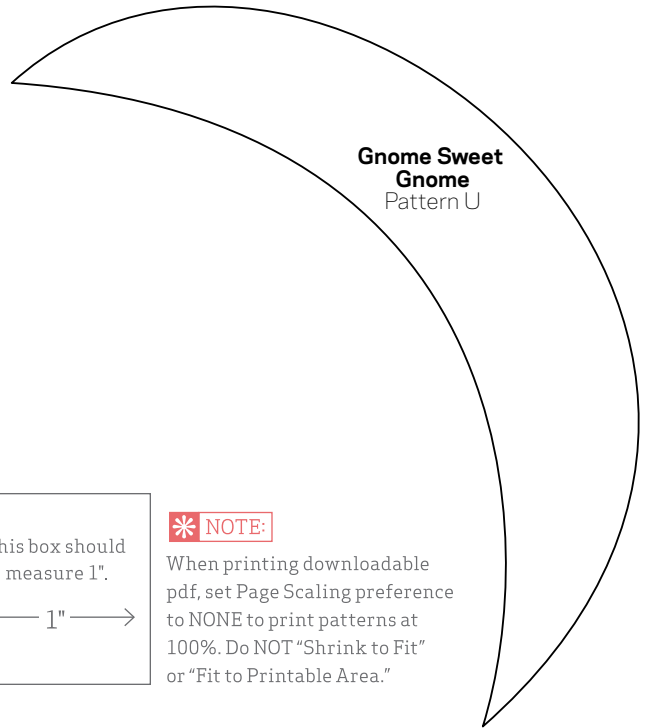 Gnome Sweet
Gnome
Pattern U
his box should
measure 1".
1"
NOTE:
When printing downloadable
pdf, set Page Scaling preference
to NONE to print patterns at
100%. Do NOT “Shrink to Fit”
or “Fit to Printable Area.”